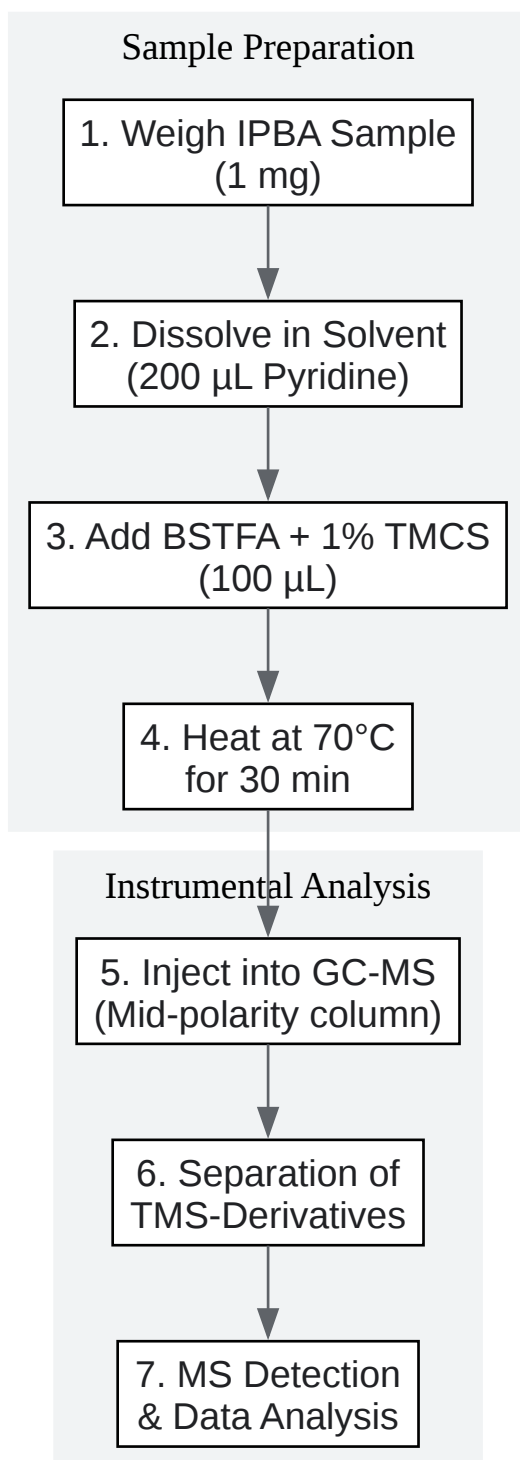 Sample Preparation
1. Weigh IPBA Sample
(1 mg)
2. Dissolve in Solvent
(200 µL Pyridine)
3. Add BSTFA + 1% TMCS
(100 µL)
4. Heat at 70°C
for 30 min
Instrumental Analysis
5. Inject into GC-MS
(Mid-polarity column)
6. Separation of
TMS-Derivatives
7. MS Detection
& Data Analysis